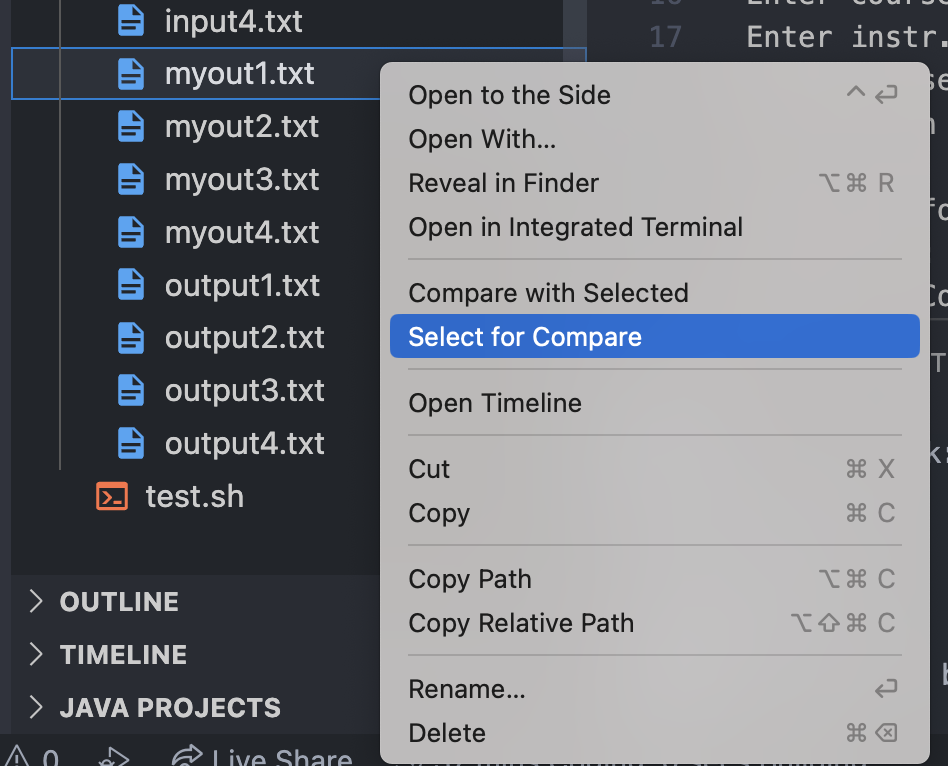 input4.txt
myout1.txt
myout2.txt
myout3.txt
myout4.txt
output1.txt
output2.txt
output3.txt
output4.txt
test.sh
OUTLINE
TIMELINE
JAVA PROJECTS
0
Live Share
17 Enter instr.
Open to the Side ^ ↩
Open With...
Reveal in Finder ⌥⌘ R
Open in Integrated Terminal
Compare with Selected
Select for Compare
Open Timeline
Cut ⌘ X
Copy ⌘ C
Copy Path ⌥⌘ C
Copy Relative Path ⌥⇧⌘ C
Rename... ↩
Delete ⌘ ⌫